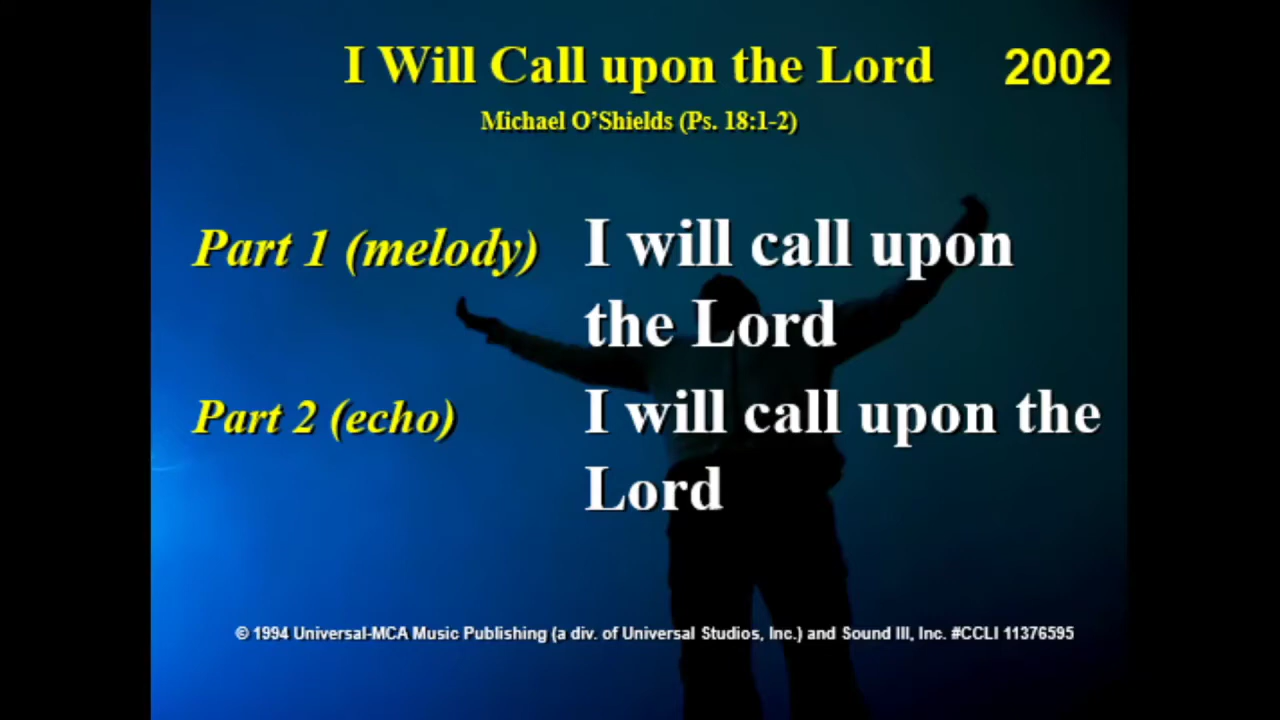 I Will Call upon the Lord 2002
Michael O'Shields (Ps. 18:1-2)
Part 1 (melody) I will call upon
the Lord
Part 2 (echo) I will call upon the
Lord
© 1994 Universal-MCA Music Publishing (a div. of Universal Studios, Inc.) and Sound III, Inc. #CCLI 11376595